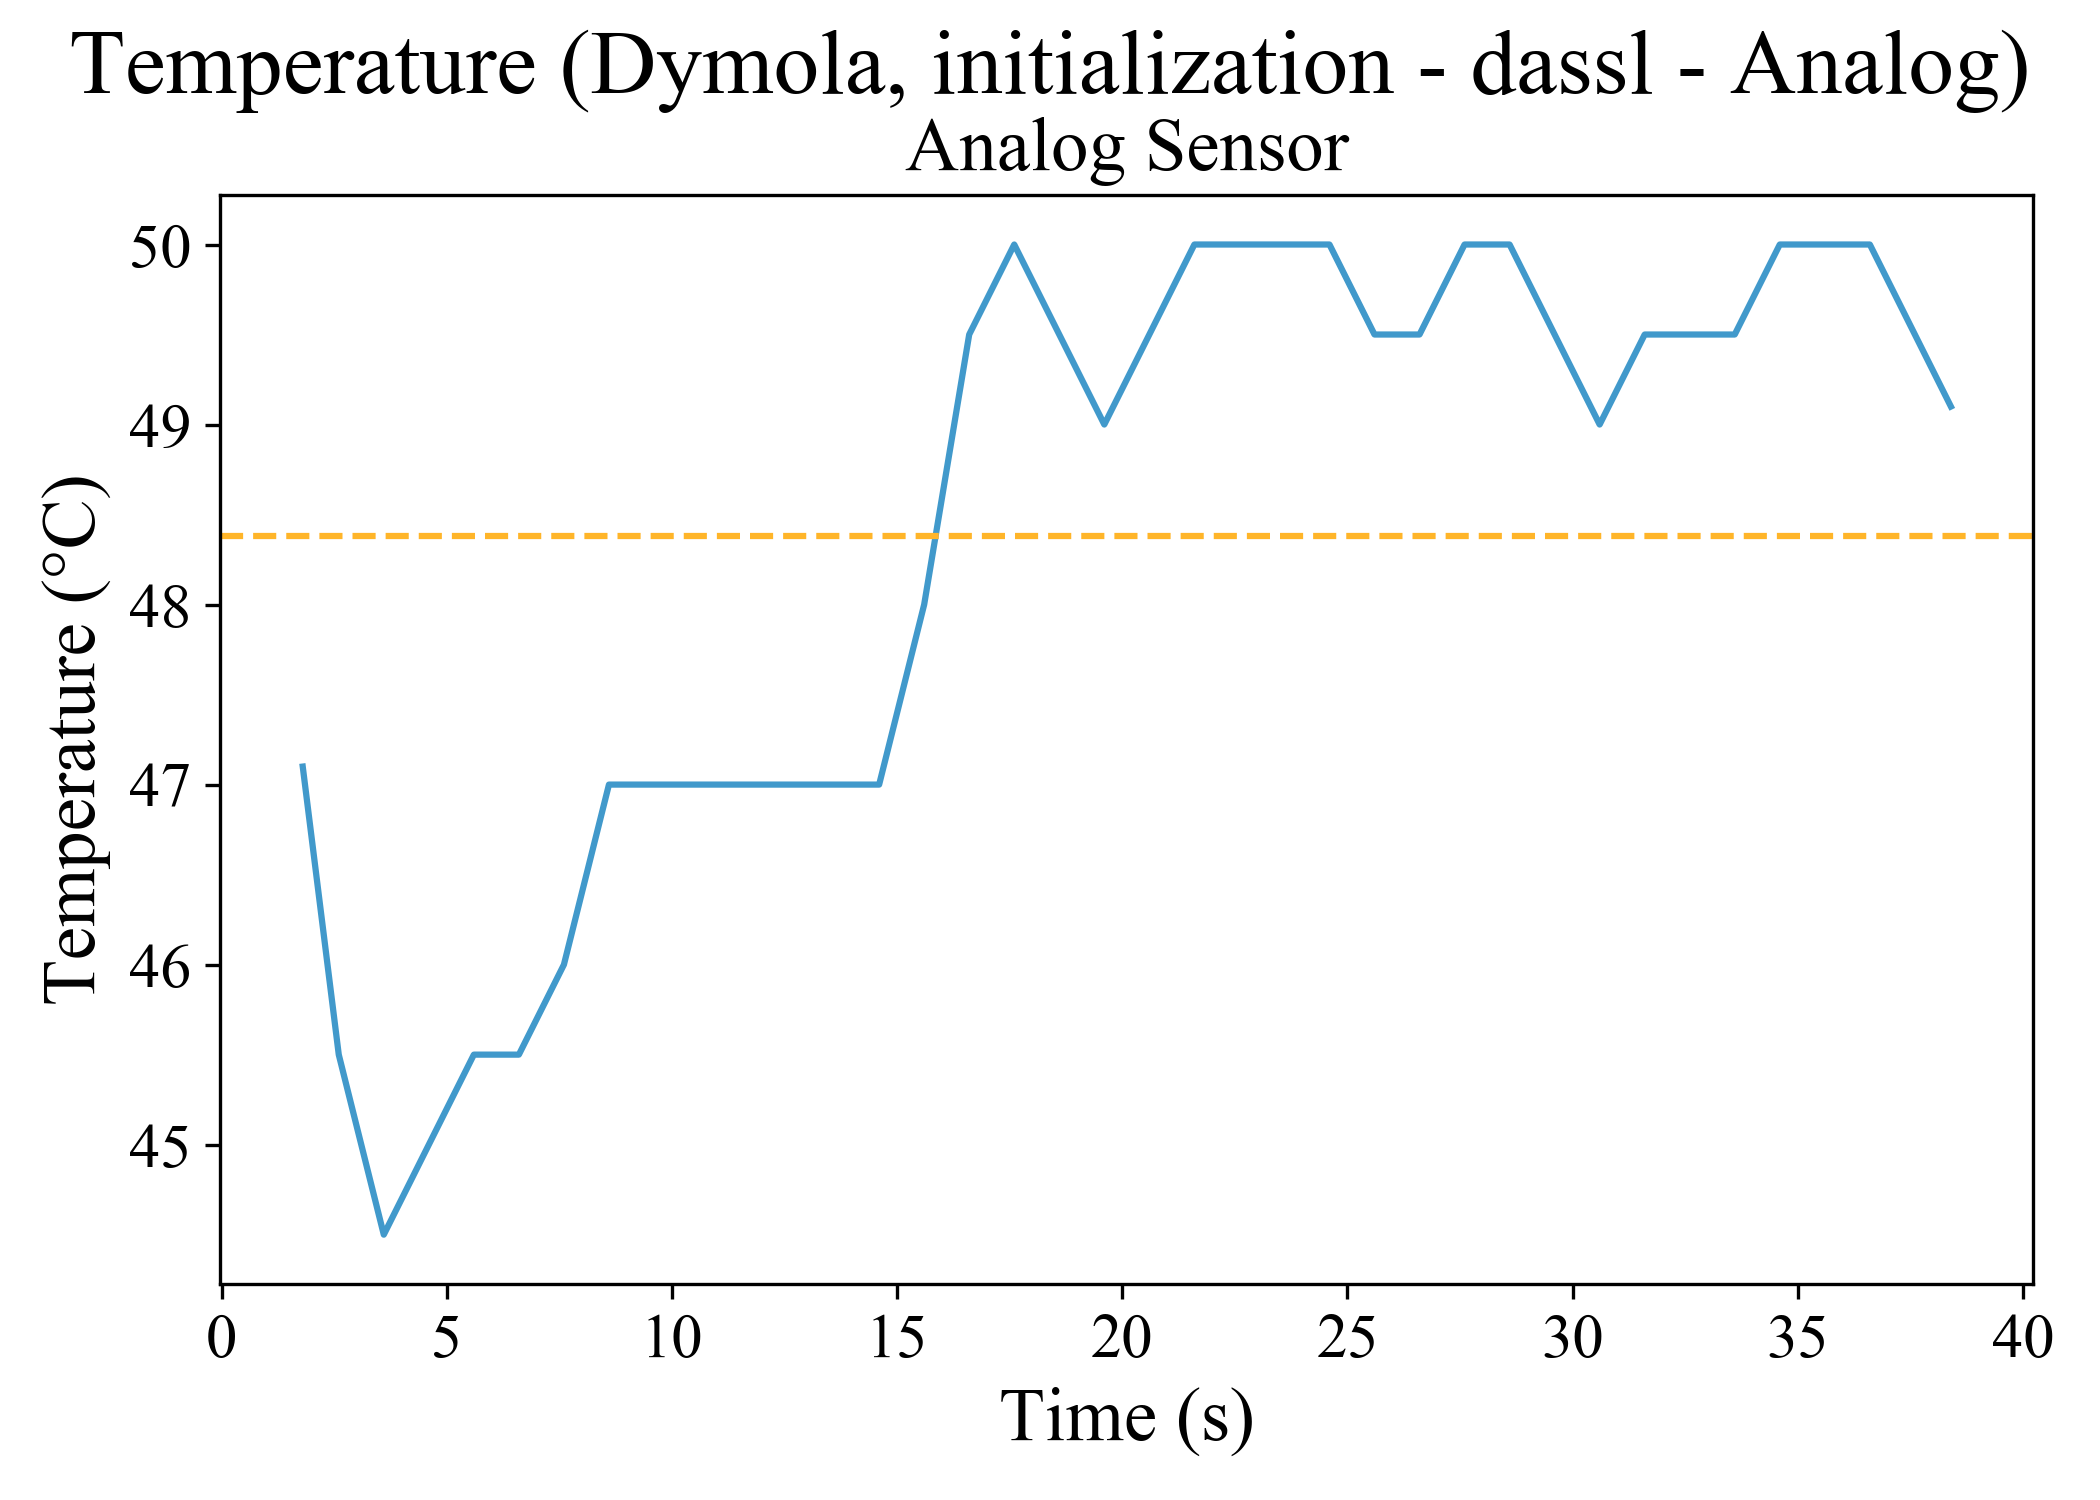 Temperature (Dymola, initialization - dassl - Analog)
Analog Sensor
50
49
48
47
46
45
Temperature (°C)
0 5 10 15 20 25 30 35 40
Time (s)